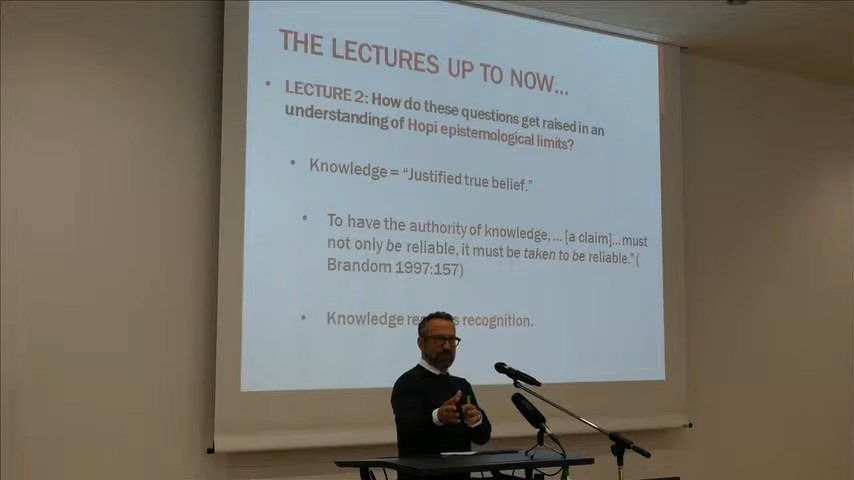 THE LECTURES UP TO NOW...
• LECTURE 2: How do these questions get raised in an
understanding of Hopi epistemological limits?
• Knowledge = “Justified true belief.”
• To have the authority of knowledge, ... [a claim]... must
not only be reliable, it must be taken to be reliable.”(
Brandom 1997:157)
• Knowledge re s recognition.